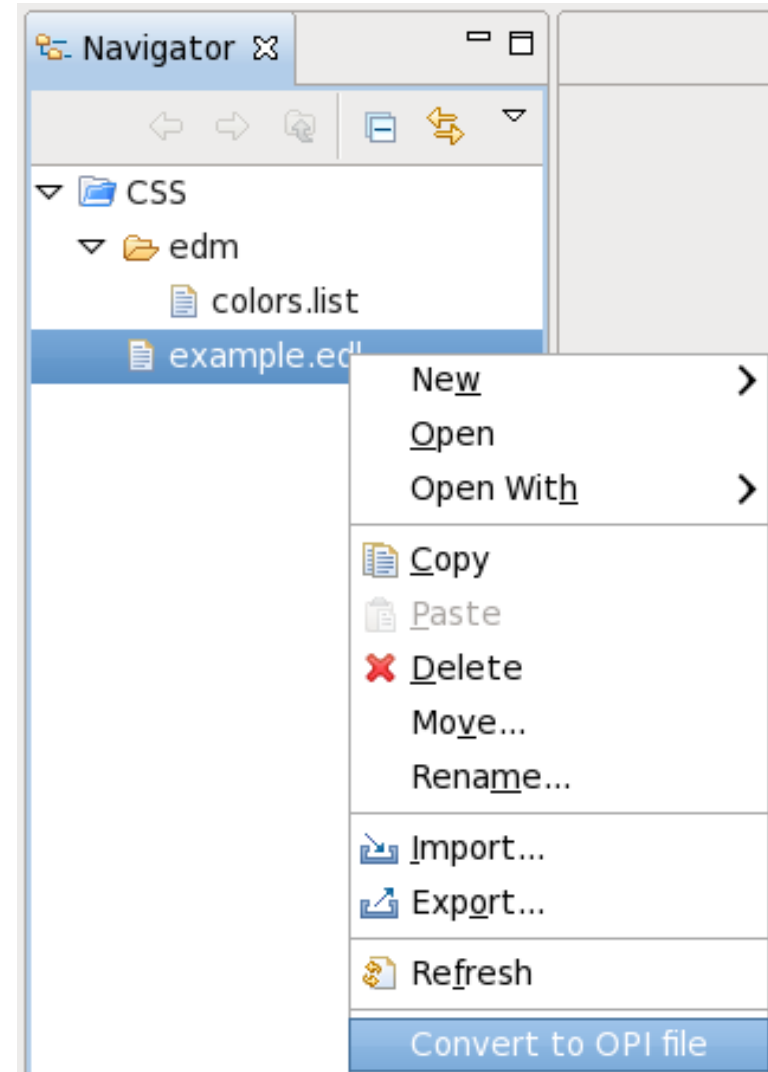 Navigator
CSS
edm
colors.list
example.ed
New
Open
Open With
Copy
Paste
Delete
Move...
Rename...
Import...
Export...
Refresh
Convert to OPI file